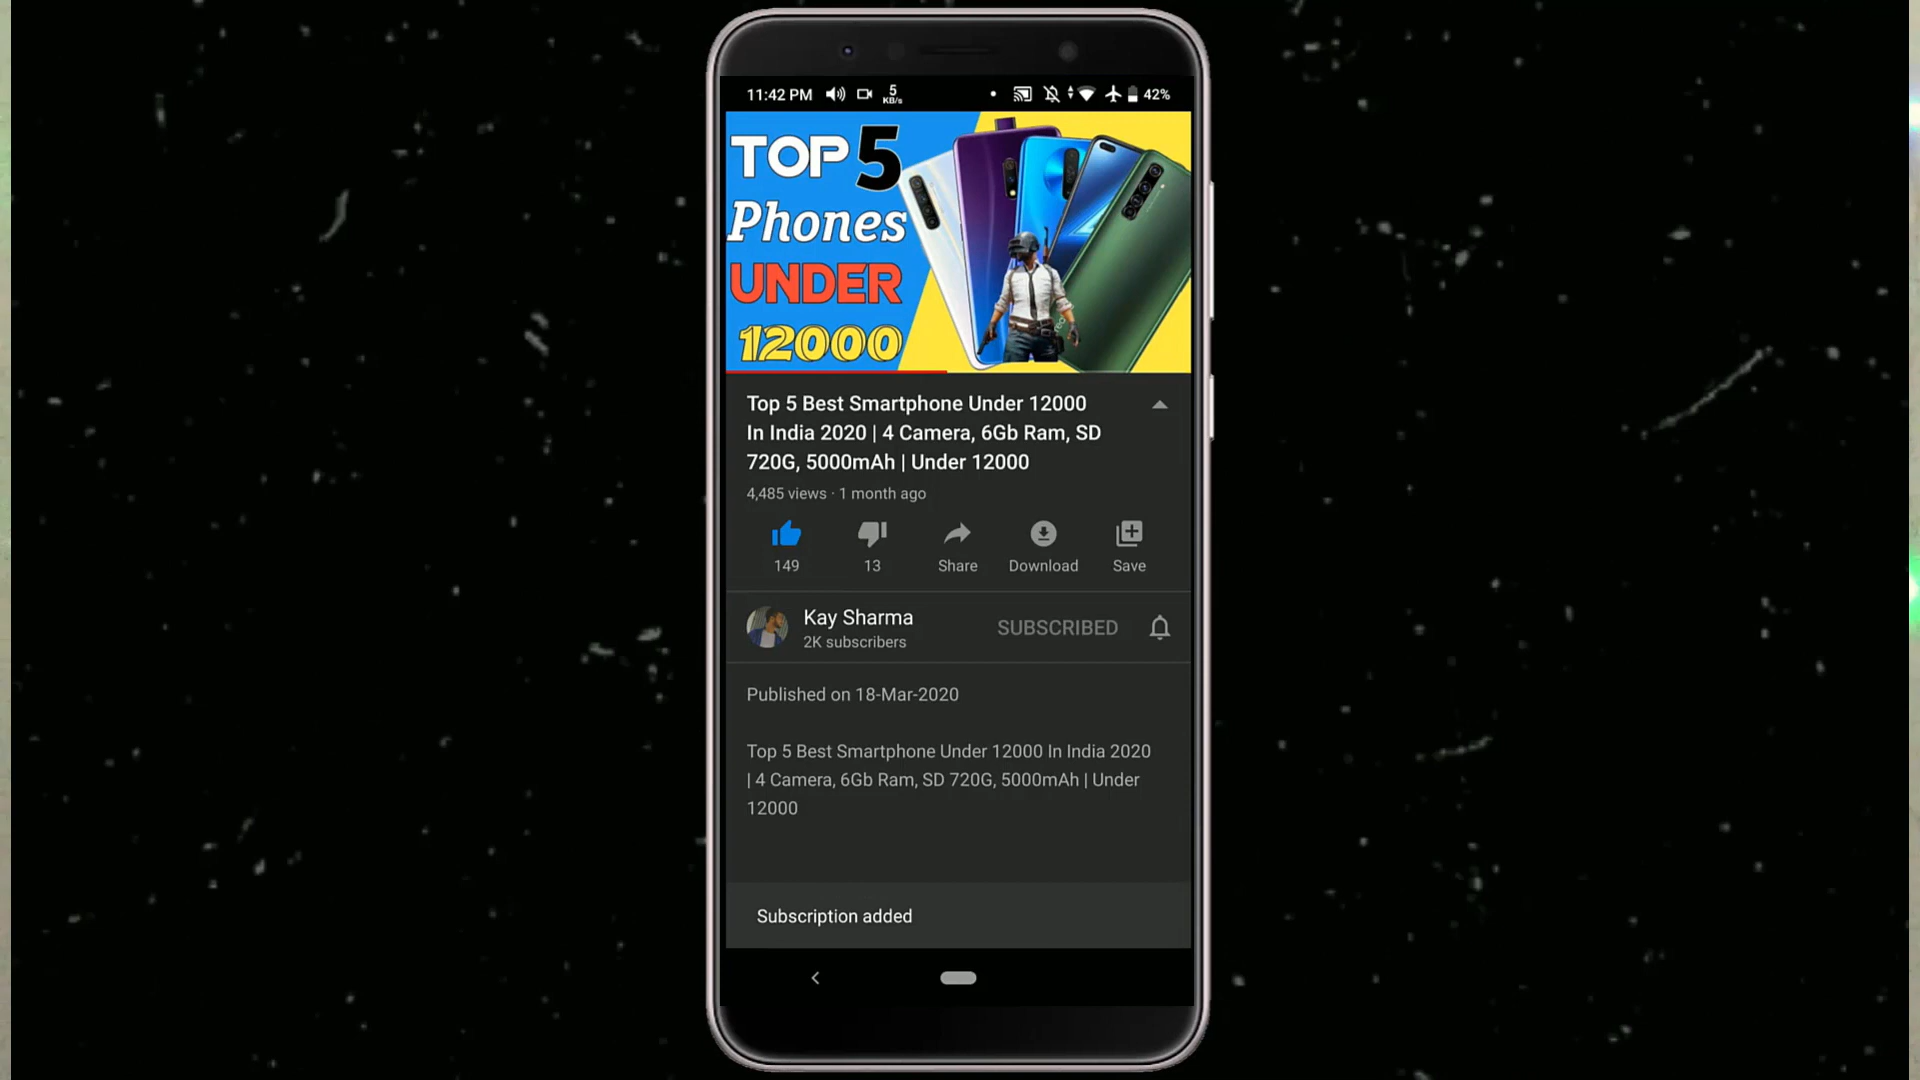 11:42 PM 5 KB/s 42%
TOP 5
Phones
UNDER
12000
Top 5 Best Smartphone Under 12000
In India 2020 | 4 Camera, 6Gb Ram, SD
720G, 5000mAh | Under 12000
4,485 views · 1 month ago
149 13 Share Download Save
Kay Sharma
2K subscribers
SUBSCRIBED
Published on 18-Mar-2020
Top 5 Best Smartphone Under 12000 In India 2020
| 4 Camera, 6Gb Ram, SD 720G, 5000mAh | Under
12000
Subscription added